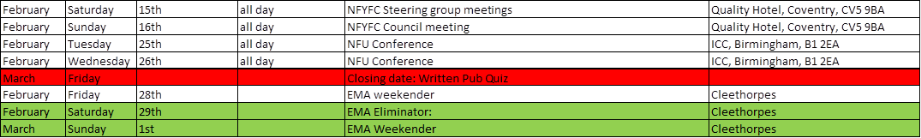 February Saturday 15th all day NFYFC Steering group meetings Quality Hotel, Coventry, CV5 9BA
February Sunday 16th all day NFYFC Council meeting Quality Hotel, Coventry, CV5 9BA
February Tuesday 25th all day NFU Conference ICC, Birmingham, B1 2EA
February Wednesday 26th all day NFU Conference ICC, Birmingham, B1 2EA
March Friday Closing date: Written Pub Quiz
February Friday 28th EMA weekender Cleethorpes
February Saturday 29th EMA Eliminator: Cleethorpes
March Sunday 1st EMA Weekender Cleethorpes